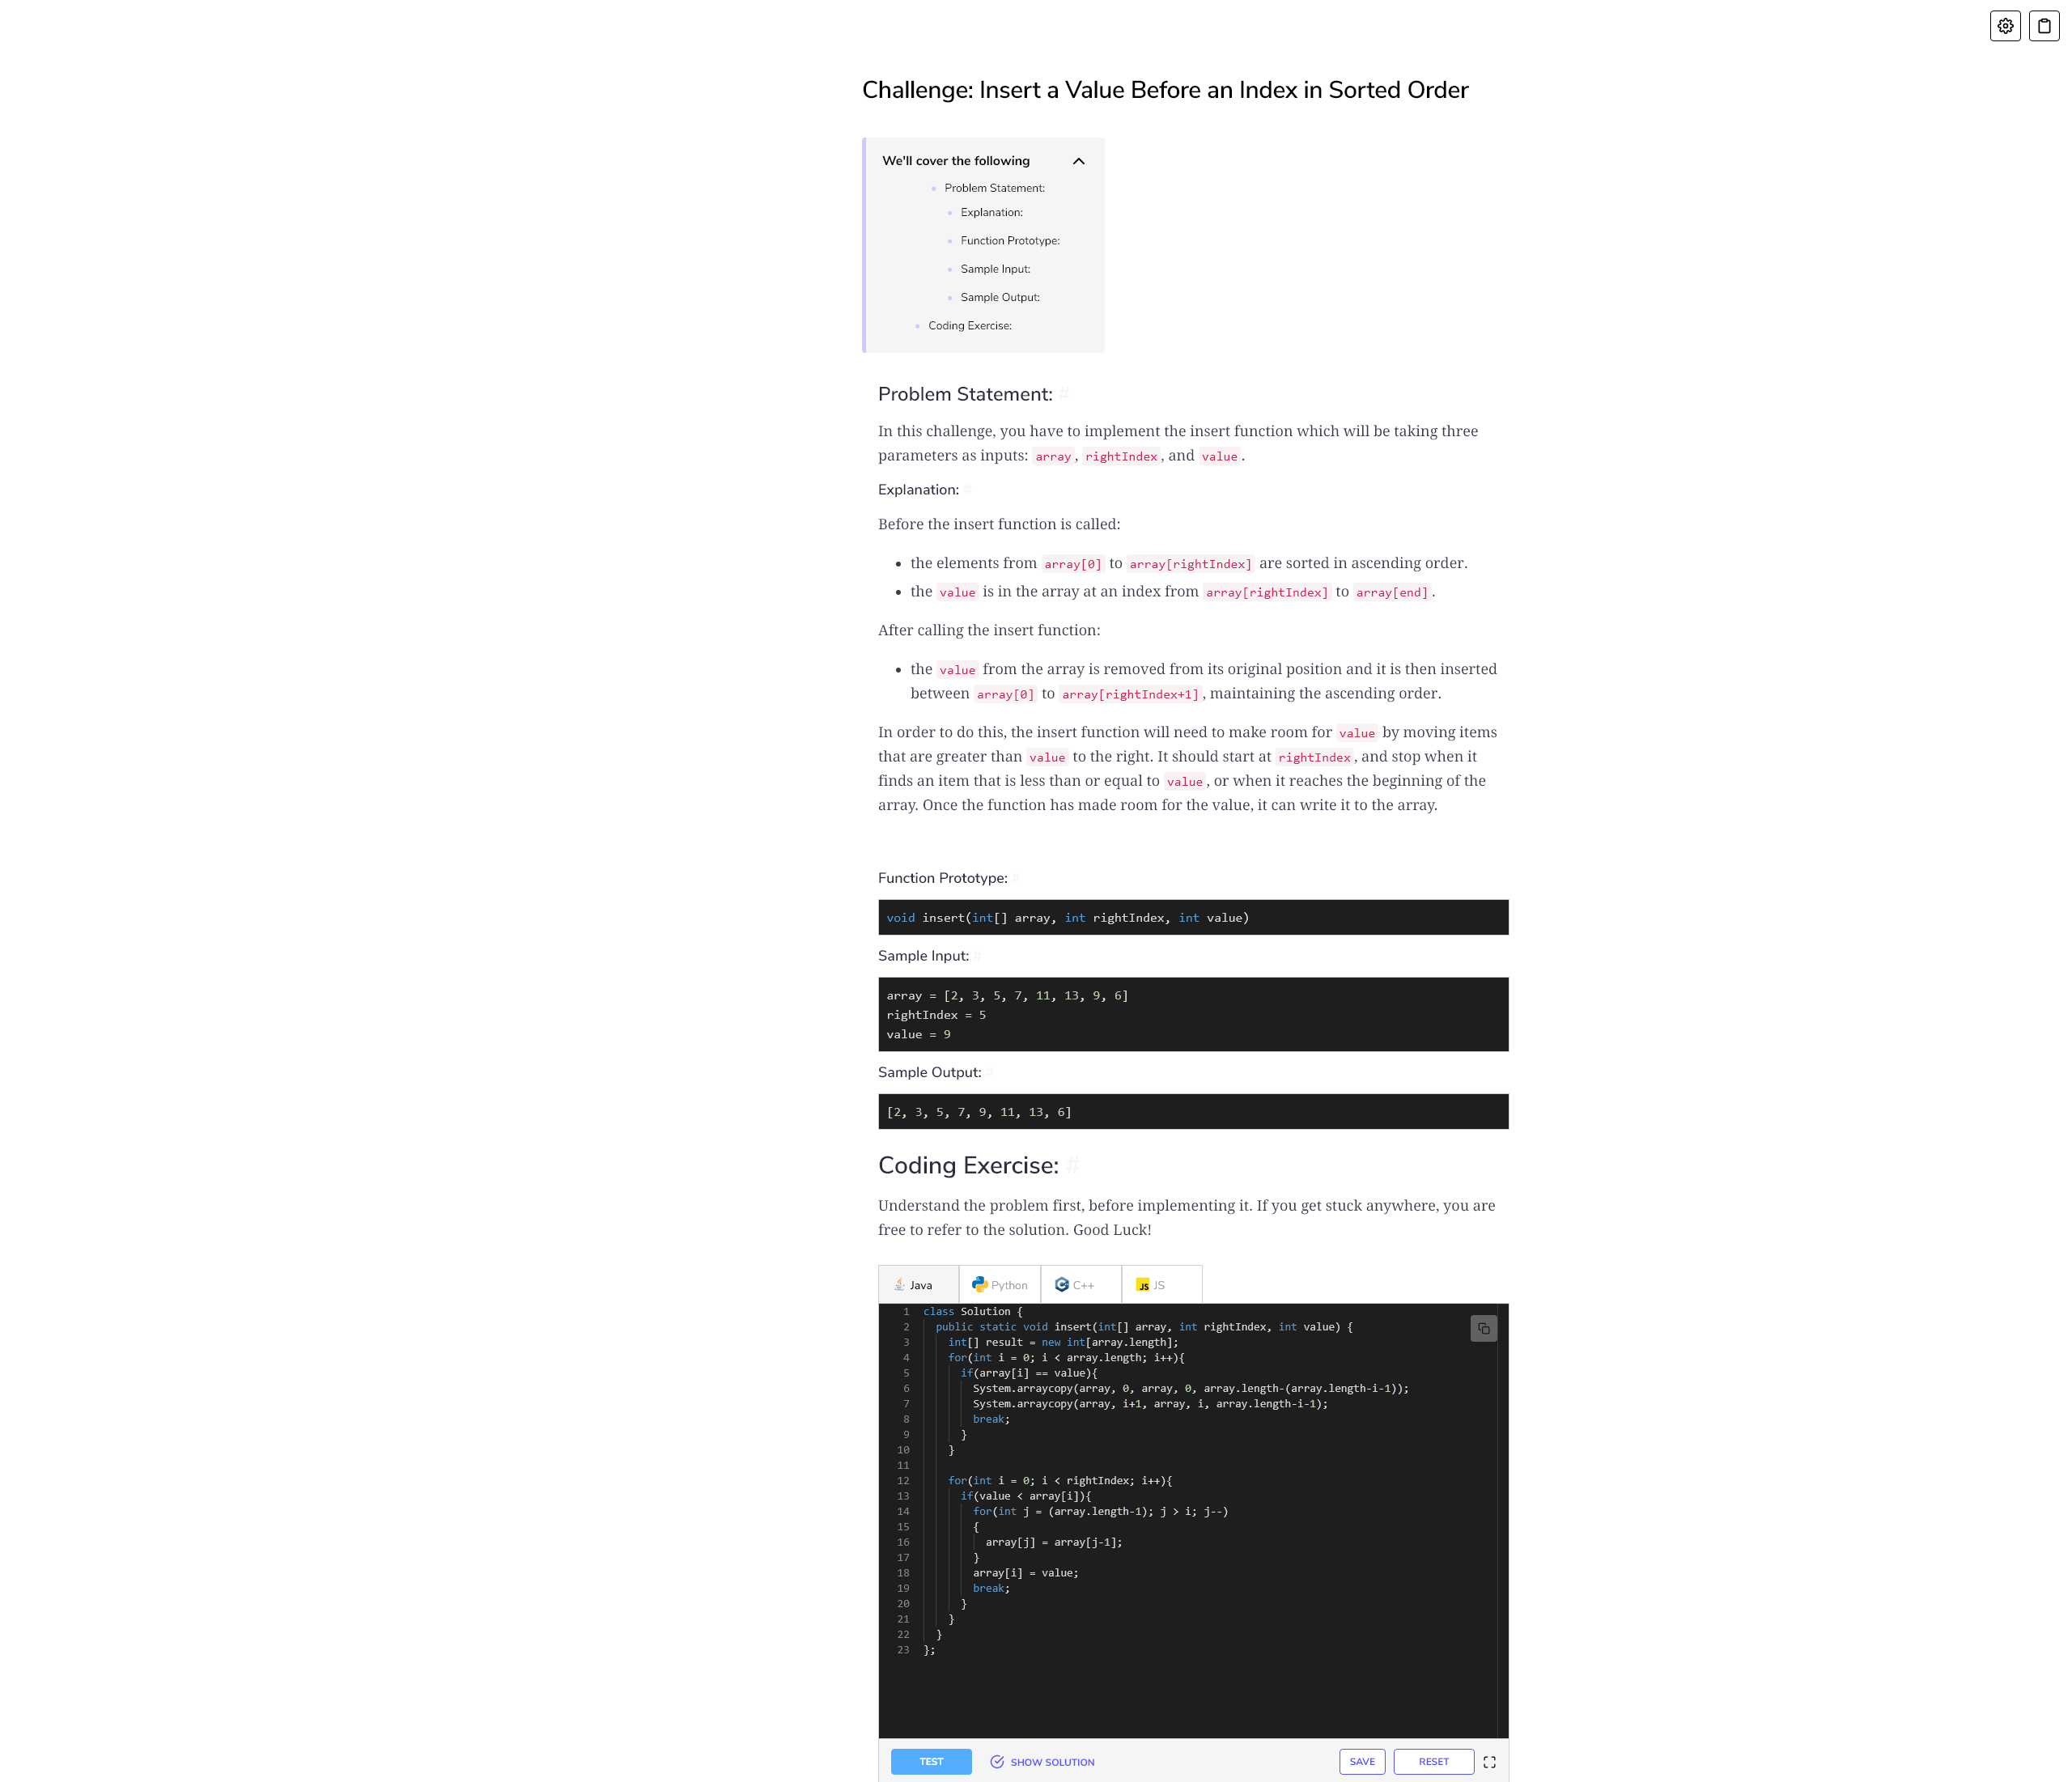 Challenge: Insert a Value Before an Index in Sorted Order
We'll cover the following
Problem Statement:
Explanation:
Function Prototype:
Sample Input:
Sample Output:
Coding Exercise:
Problem Statement: #
In this challenge, you have to implement the insert function which will be taking three
parameters as inputs: array, rightIndex, and value.
Explanation: #
Before the insert function is called:
• the elements from array[0] to array[rightIndex] are sorted in ascending order.
• the value is in the array at an index from array[rightIndex] to array[end].
After calling the insert function:
• the value from the array is removed from its original position and it is then inserted
between array[0] to array[rightIndex+1], maintaining the ascending order.
In order to do this, the insert function will need to make room for value by moving items
that are greater than value to the right. It should start at rightIndex, and stop when it
finds an item that is less than or equal to value, or when it reaches the beginning of the
array. Once the function has made room for the value, it can write it to the array.
Function Prototype: #
void insert(int[] array, int rightIndex, int value)
Sample Input: #
array = [2, 3, 5, 7, 11, 13, 9, 6]
rightIndex = 5
value = 9
Sample Output: #
[2, 3, 5, 7, 9, 11, 13, 6]
Coding Exercise: #
Understand the problem first, before implementing it. If you get stuck anywhere, you are
free to refer to the solution. Good Luck!
Java Python C++ JS JS
1 class Solution {
2 public static void insert(int[] array, int rightIndex, int value) {
3 int[] result = new int[array.length];
4 for(int i = 0; i < array.length; i++){
5 if(array[i] == value){
6 System.arraycopy(array, 0, array, 0, array.length-(array.length-i-1));
7 System.arraycopy(array, i+1, array, i, array.length-i-1);
8 break;
9 }
10 }
11
12 for(int i = 0; i < rightIndex; i++){
13 if(value < array[i]){
14 for(int j = (array.length-1); j > i; j--)
15 {
16 array[j] = array[j-1];
17 }
18 array[i] = value;
19 break;
20 }
21 }
22 }
23 };
TEST SHOW SOLUTION SAVE RESET